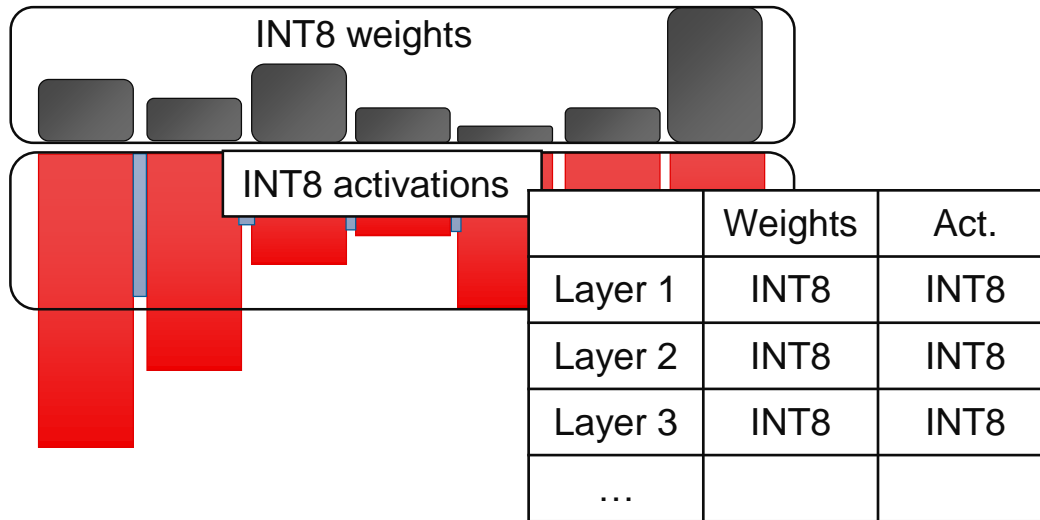 INT8 weights
INT8 activations
Weights Act.
Layer 1 INT8 INT8
Layer 2 INT8 INT8
Layer 3 INT8 INT8
…